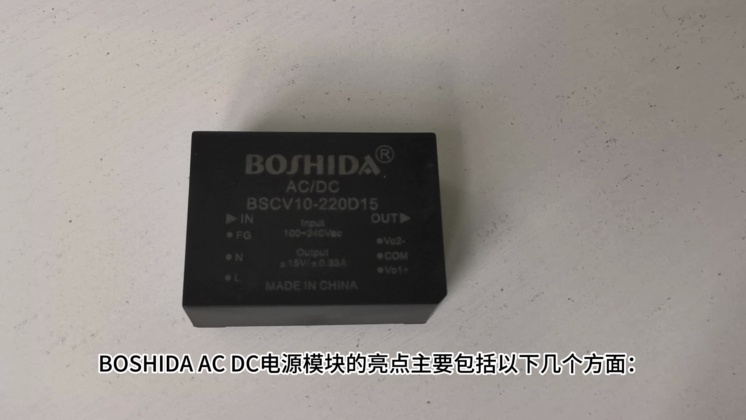 BOSHIDA®
AC/DC
BSCV10-220D15
▶IN OUT▶
Input
100~240Vac
●FG
●Vo2-
Output
●N
●COM
±15V/±0.33A
●L
●Vo1+
MADE IN CHINA
BOSHIDA AC DC电源模块的亮点主要包括以下几个方面：